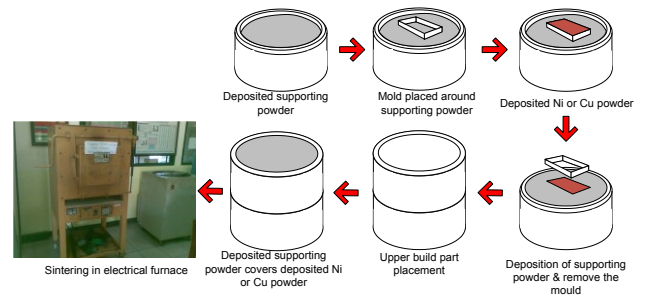 Deposited supporting
powder
Mold placed around
supporting powder
Deposited Ni or Cu powder
Deposition of supporting
powder & remove the
mould
Upper build part
placement
Deposited supporting
powder covers deposited Ni
or Cu powder
Sintering in electrical furnace